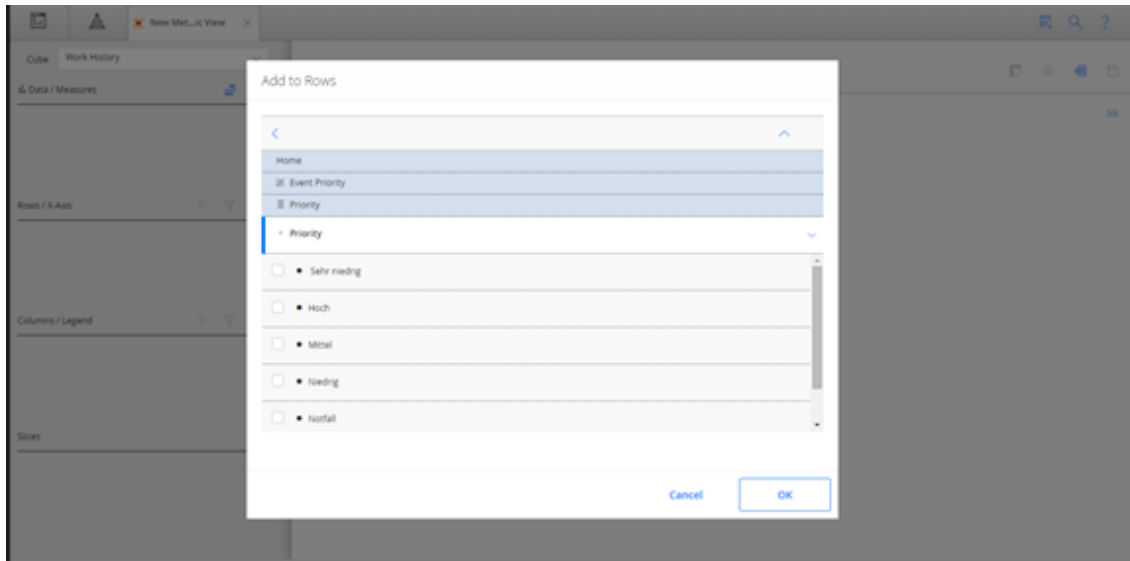 New Met...ic View
Cube Work History
Data / Measures
Add to Rows
Home
Event Priority
Priority
Priority
Rows / X-Axis
Sehr niedrig
Hoch
Columns / Legend
Mittel
Niedrig
Notfall
Slices
Cancel OK